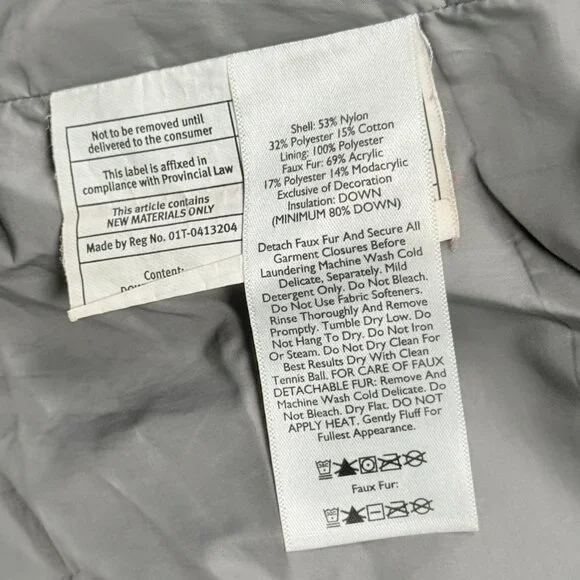 Not to be removed until
delivered to the consumer
This label is affixed in
compliance with Provincial Law
This article contains
NEW MATERIALS ONLY
Made by Reg No. 01T-0413204
Content:
Shell: 53% Nylon
32% Polyester 15% Cotton
Lining: 100% Polyester
Faux Fur: 69% Acrylic
17% Polyester 14% Modacrylic
Exclusive of Decoration
Insulation: DOWN
(MINIMUM 80% DOWN)
Detach Faux Fur And Secure All
Garment Closures Before
Laundering Machine Wash Cold
Delicate, Separately. Mild
Detergent Only. Do Not Bleach.
Do Not Use Fabric Softeners.
Rinse Thoroughly And Remove
Promptly. Tumble Dry Low. Do
Not Hang To Dry. Do Not Iron
Or Steam. Do Not Dry Clean For
Best Results Dry With Clean
Tennis Ball. FOR CARE OF FAUX
DETACHABLE FUR: Remove And
Machine Wash Cold Delicate. Do
Not Bleach. Dry Flat. DO NOT
APPLY HEAT. Gently Fluff For
Fullest Appearance.
Faux Fur: